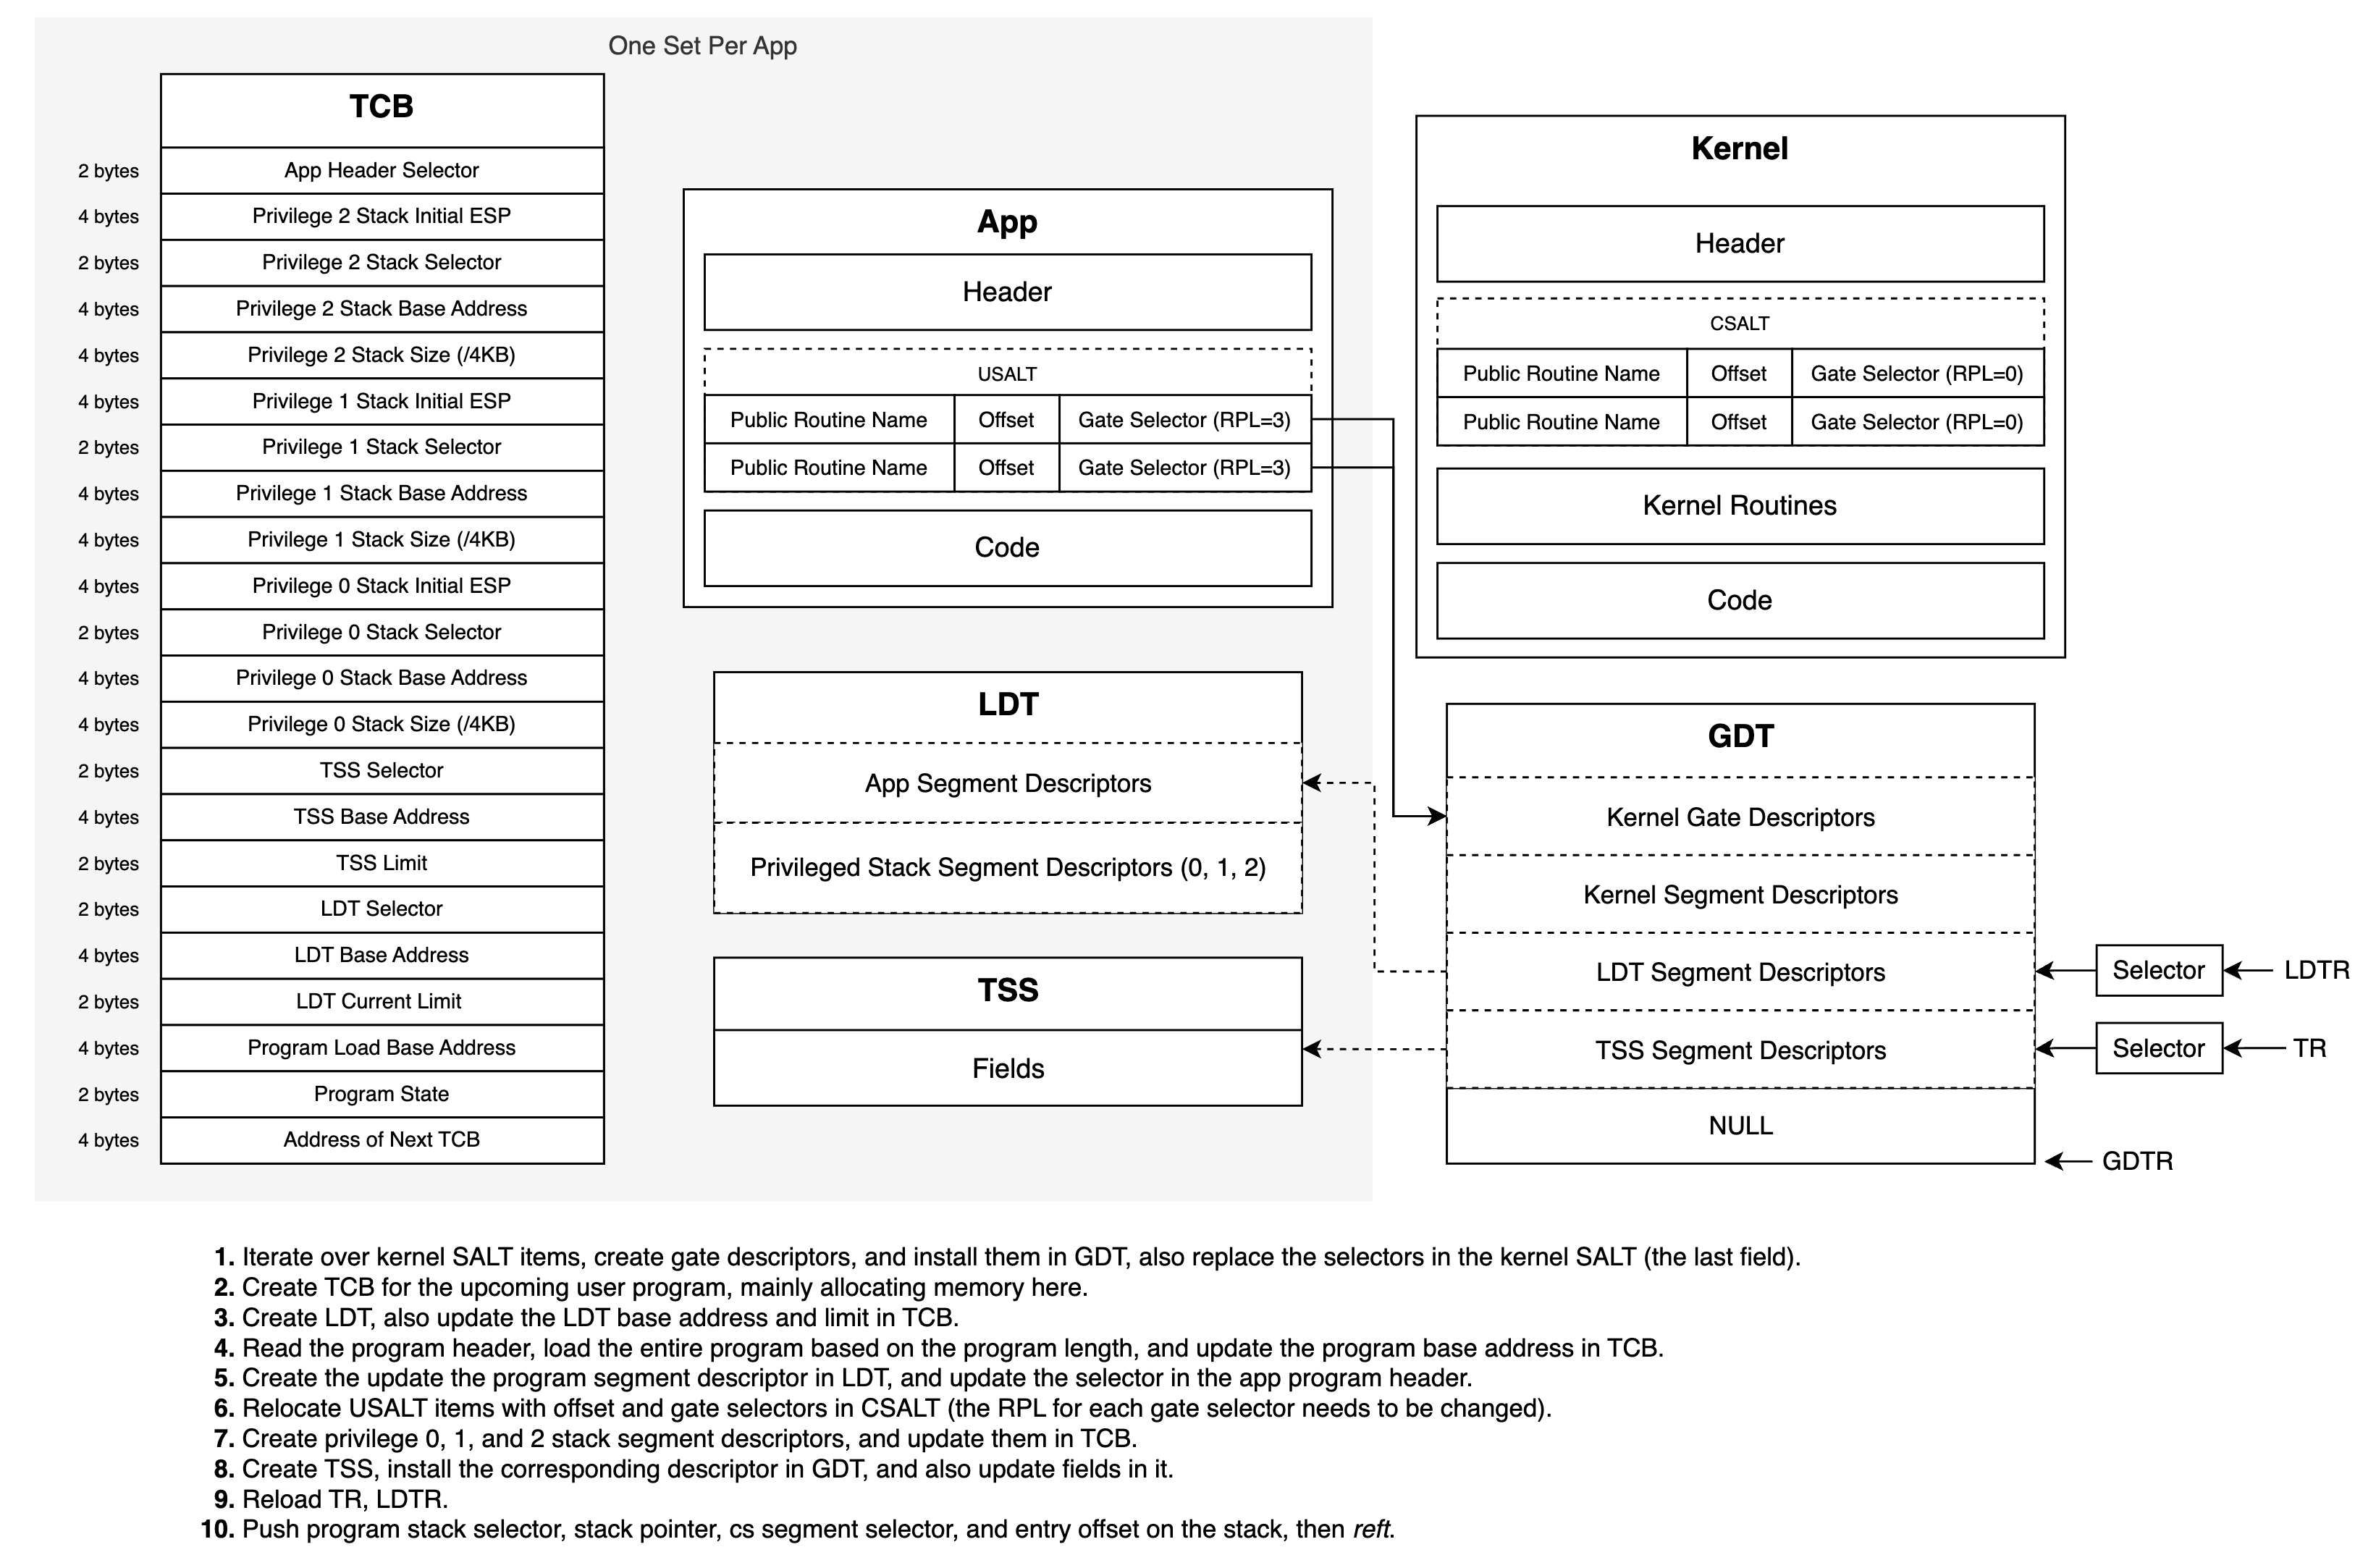 One Set Per App
TCB
2 bytes App Header Selector
4 bytes Privilege 2 Stack Initial ESP
2 bytes Privilege 2 Stack Selector
4 bytes Privilege 2 Stack Base Address
4 bytes Privilege 2 Stack Size (/4KB)
4 bytes Privilege 1 Stack Initial ESP
2 bytes Privilege 1 Stack Selector
4 bytes Privilege 1 Stack Base Address
4 bytes Privilege 1 Stack Size (/4KB)
4 bytes Privilege 0 Stack Initial ESP
2 bytes Privilege 0 Stack Selector
4 bytes Privilege 0 Stack Base Address
4 bytes Privilege 0 Stack Size (/4KB)
2 bytes TSS Selector
4 bytes TSS Base Address
2 bytes TSS Limit
2 bytes LDT Selector
4 bytes LDT Base Address
2 bytes LDT Current Limit
4 bytes Program Load Base Address
2 bytes Program State
4 bytes Address of Next TCB
App
Header
USALT
Public Routine Name Offset Gate Selector (RPL=3)
Public Routine Name Offset Gate Selector (RPL=3)
Code
LDT
App Segment Descriptors
Privileged Stack Segment Descriptors (0, 1, 2)
TSS
Fields
Kernel
Header
CSALT
Public Routine Name Offset Gate Selector (RPL=0)
Public Routine Name Offset Gate Selector (RPL=0)
Kernel Routines
Code
GDT
Kernel Gate Descriptors
Kernel Segment Descriptors
LDT Segment Descriptors Selector LDTR
TSS Segment Descriptors Selector TR
NULL
GDTR
1. Iterate over kernel SALT items, create gate descriptors, and install them in GDT, also replace the selectors in the kernel SALT (the last field).
2. Create TCB for the upcoming user program, mainly allocating memory here.
3. Create LDT, also update the LDT base address and limit in TCB.
4. Read the program header, load the entire program based on the program length, and update the program base address in TCB.
5. Create the update the program segment descriptor in LDT, and update the selector in the app program header.
6. Relocate USALT items with offset and gate selectors in CSALT (the RPL for each gate selector needs to be changed).
7. Create privilege 0, 1, and 2 stack segment descriptors, and update them in TCB.
8. Create TSS, install the corresponding descriptor in GDT, and also update fields in it.
9. Reload TR, LDTR.
10. Push program stack selector, stack pointer, cs segment selector, and entry offset on the stack, then reft.